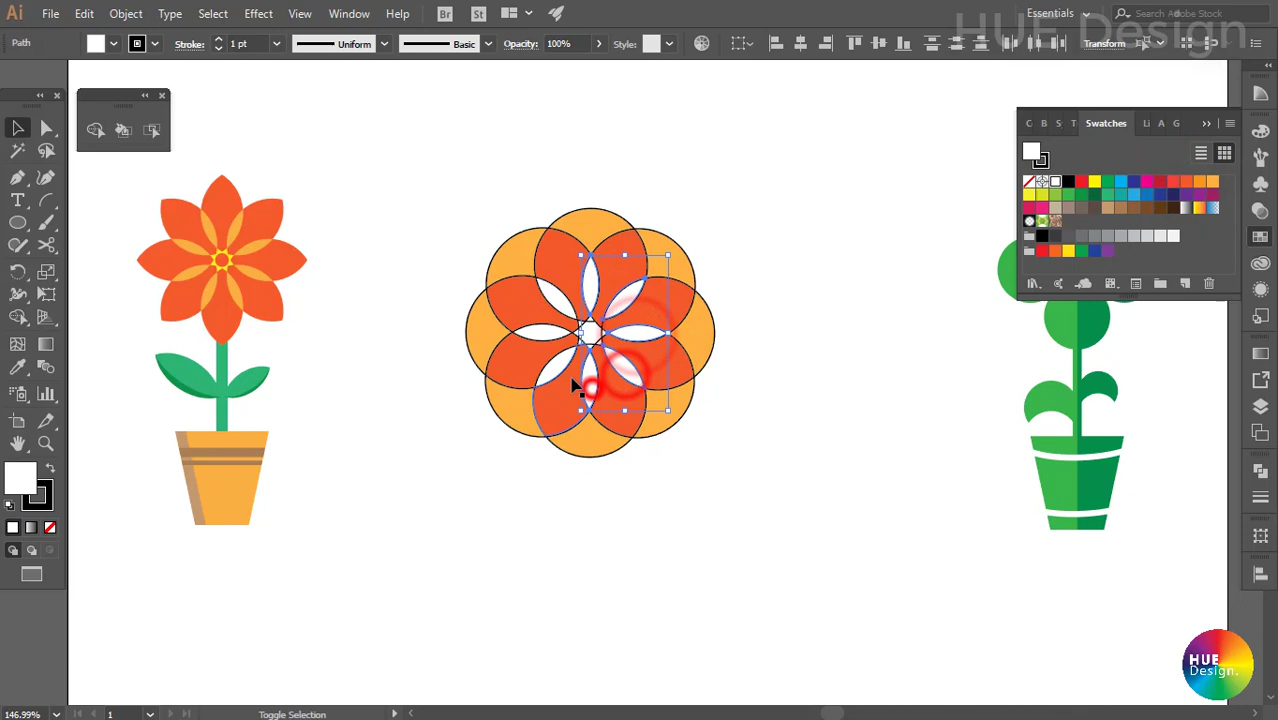 Ai File Edit Object Type Select Effect View Window Help Br St Essentials Search Adobe Stock
HUE Design
Path Stroke: 1 pt Uniform Basic Opacity: 100% Style: Transform
C B S T Swatches Li A G
HUE
Design.
146.99% 1 Toggle Selection